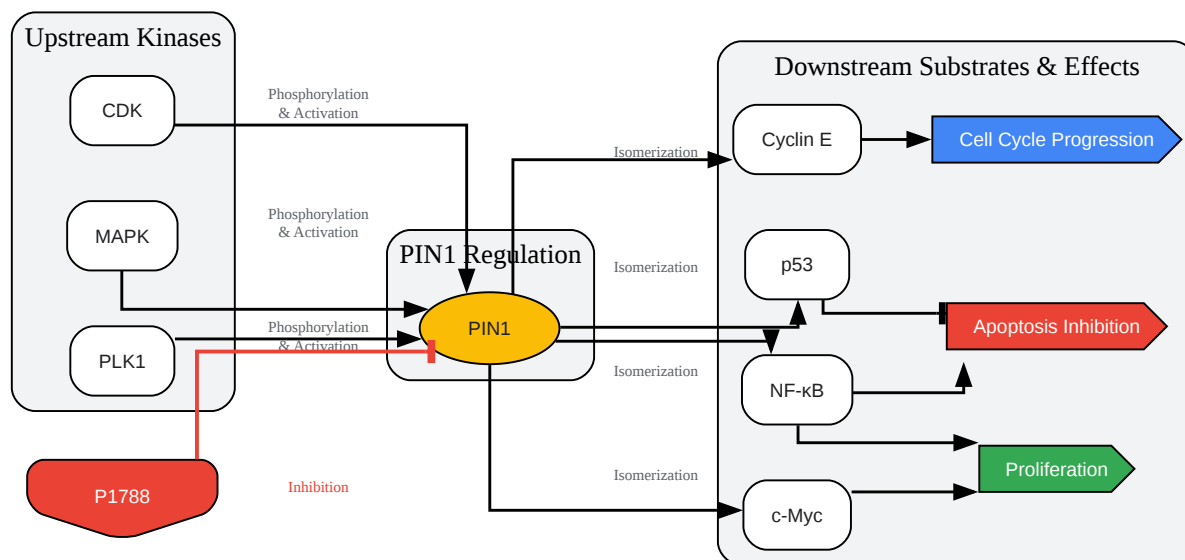 Upstream Kinases
CDK
MAPK
PLK1
Phosphorylation
& Activation
Phosphorylation
& Activation
Phosphorylation
& Activation
P1788
Inhibition
PIN1 Regulation
PIN1
Isomerization
Isomerization
Isomerization
Isomerization
Downstream Substrates & Effects
Cyclin E
Cell Cycle Progression
p53
Apoptosis Inhibition
NF-κB
Proliferation
c-Myc